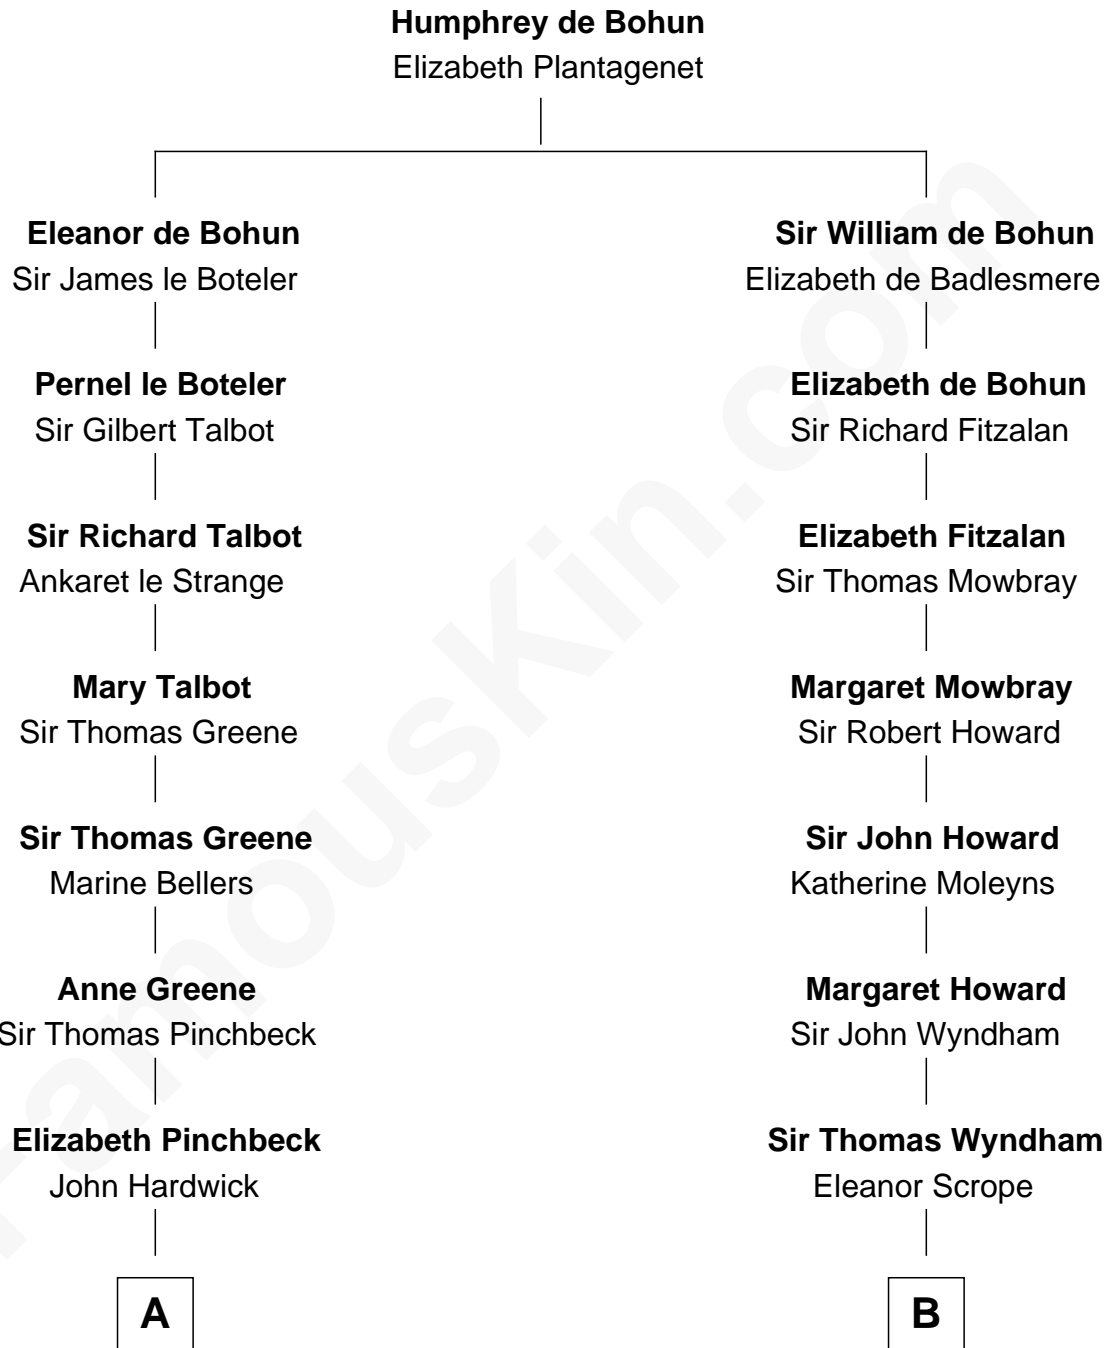 Humphrey de Bohun
Elizabeth Plantagenet
Eleanor de Bohun
Sir James le Boteler
Sir William de Bohun
Elizabeth de Badlesmere
Pernel le Boteler
Sir Gilbert Talbot
Elizabeth de Bohun
Sir Richard Fitzalan
Sir Richard Talbot
Ankaret le Strange
Elizabeth Fitzalan
Sir Thomas Mowbray
Mary Talbot
Sir Thomas Greene
Margaret Mowbray
Sir Robert Howard
Sir Thomas Greene
Marine Bellers
Sir John Howard
Katherine Moleyns
Anne Greene
Sir Thomas Pinchbeck
Margaret Howard
Sir John Wyndham
Elizabeth Pinchbeck
John Hardwick
Sir Thomas Wyndham
Eleanor Scrope
A
B
FamousKin.com